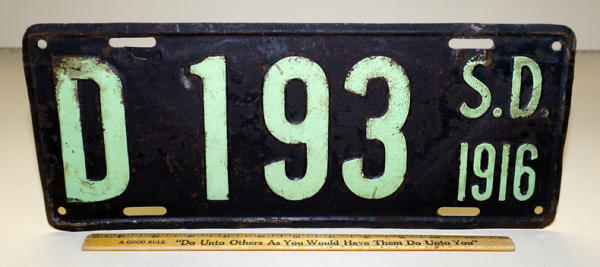 D 193
S.D.
1916
A GOOD RULE "Do Unto Others As You Would Have Them Do Unto You"